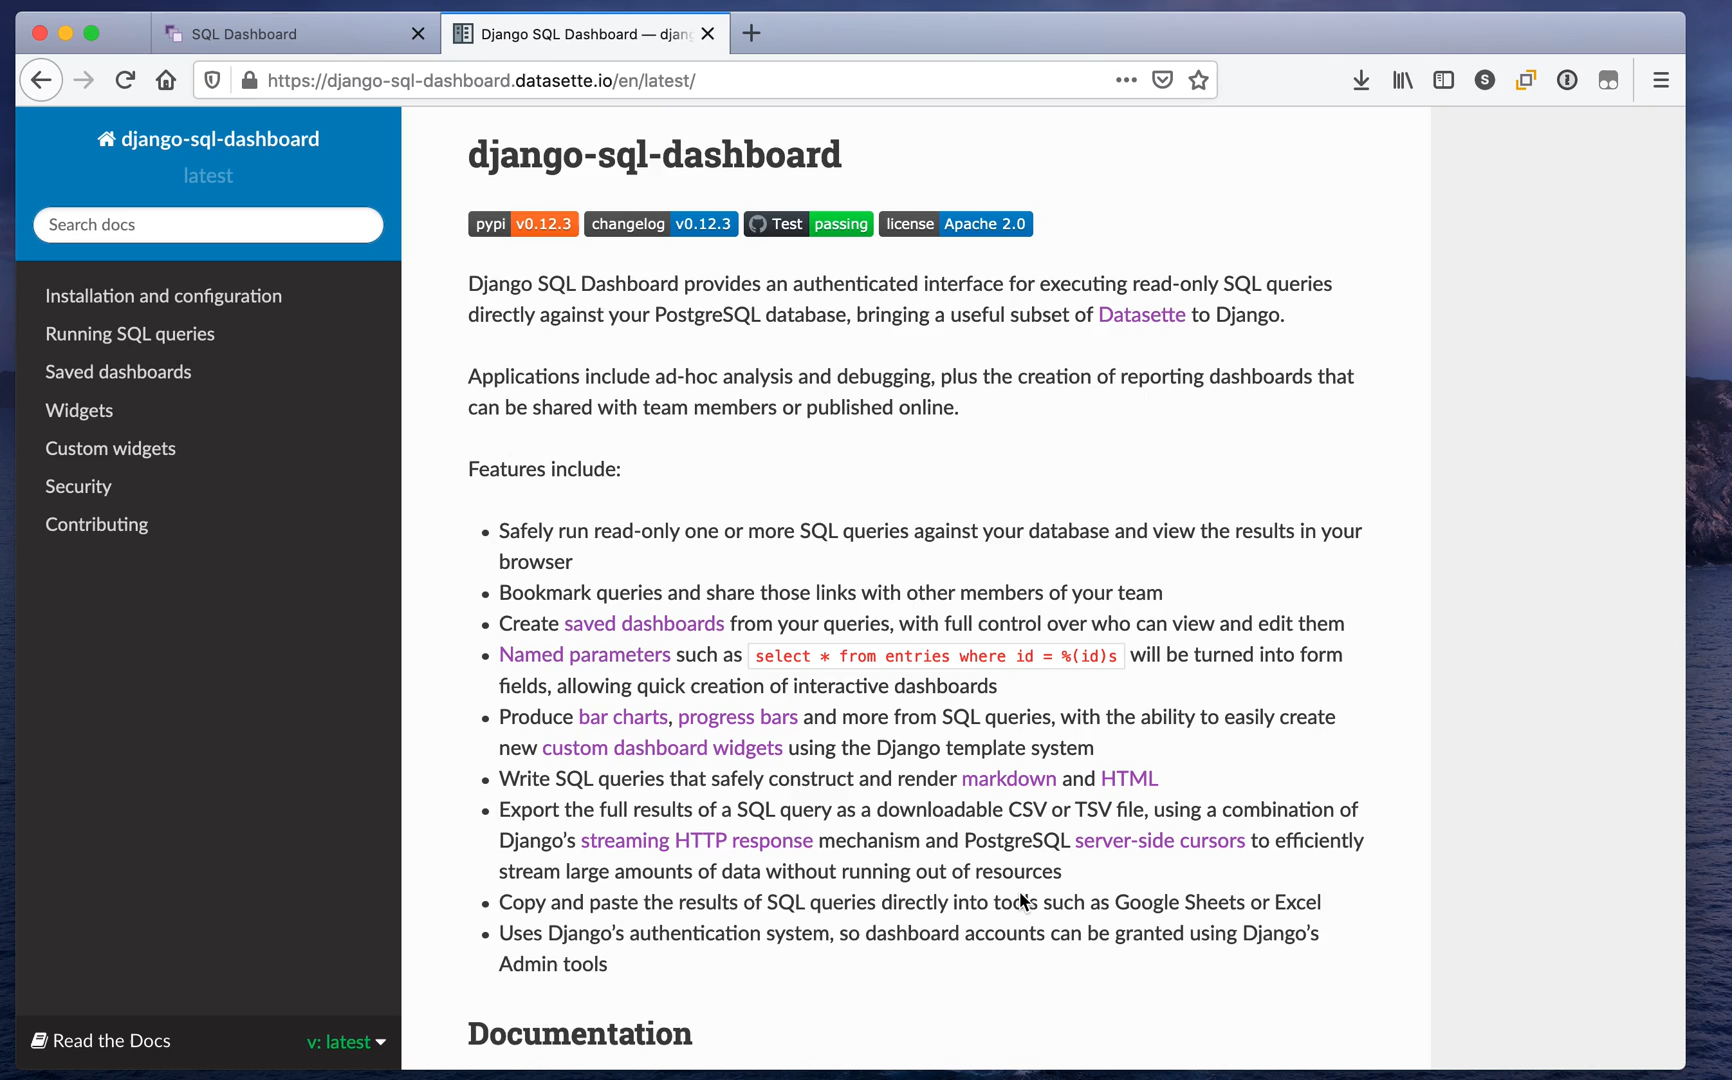 SQL Dashboard
Django SQL Dashboard — djan
https://django-sql-dashboard.datasette.io/en/latest/
django-sql-dashboard
latest
Search docs
Installation and configuration
Running SQL queries
Saved dashboards
Widgets
Custom widgets
Security
Contributing
Read the Docs
v: latest
django-sql-dashboard
pypi v0.12.3 changelog v0.12.3 Test passing license Apache 2.0
Django SQL Dashboard provides an authenticated interface for executing read-only SQL queries
directly against your PostgreSQL database, bringing a useful subset of Datasette to Django.
Applications include ad-hoc analysis and debugging, plus the creation of reporting dashboards that
can be shared with team members or published online.
Features include:
• Safely run read-only one or more SQL queries against your database and view the results in your
browser
• Bookmark queries and share those links with other members of your team
• Create saved dashboards from your queries, with full control over who can view and edit them
• Named parameters such as select * from entries where id = %(id)s will be turned into form
fields, allowing quick creation of interactive dashboards
• Produce bar charts, progress bars and more from SQL queries, with the ability to easily create
new custom dashboard widgets using the Django template system
• Write SQL queries that safely construct and render markdown and HTML
• Export the full results of a SQL query as a downloadable CSV or TSV file, using a combination of
Django's streaming HTTP response mechanism and PostgreSQL server-side cursors to efficiently
stream large amounts of data without running out of resources
• Copy and paste the results of SQL queries directly into tools such as Google Sheets or Excel
• Uses Django's authentication system, so dashboard accounts can be granted using Django's
Admin tools
Documentation